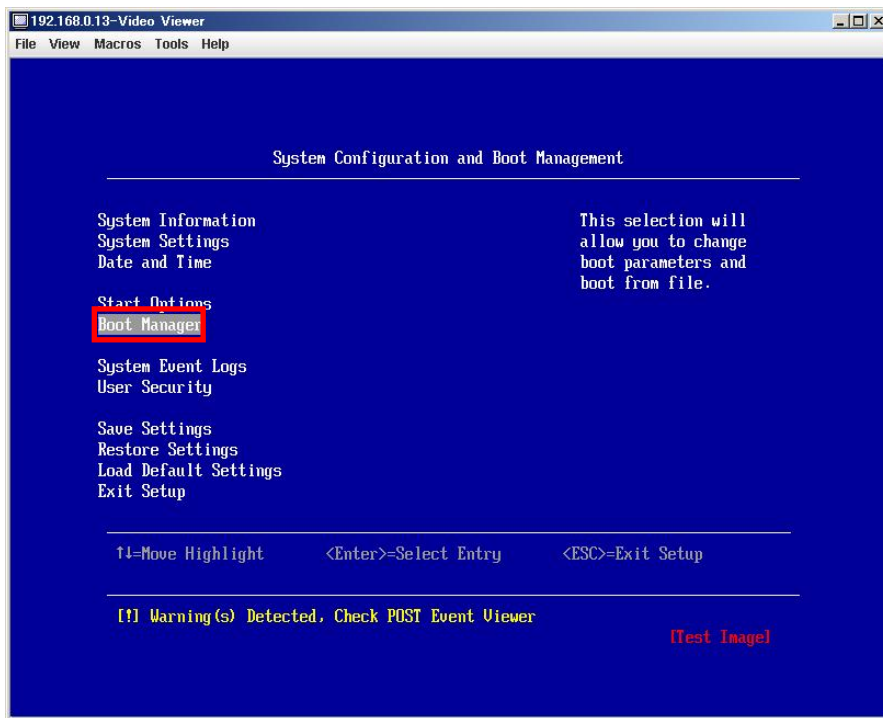 192.168.0.13-Video Viewer
File View Macros Tools Help
System Configuration and Boot Management
System Information
System Settings
Date and Time
Start Options
Boot Manager
System Event Logs
User Security
Save Settings
Restore Settings
Load Default Settings
Exit Setup
This selection will
allow you to change
boot parameters and
boot from file.
↑↓=Move Highlight <Enter>=Select Entry <ESC>=Exit Setup
[!] Warning(s) Detected, Check POST Event Viewer
[Test Image]